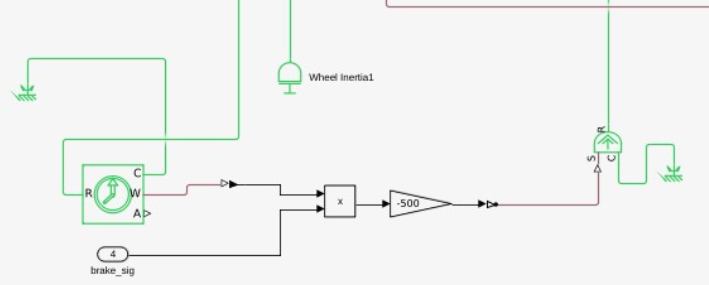 Wheel Inertia1
R
S
C
C
R
W
A
x
-500
4
brake_sig